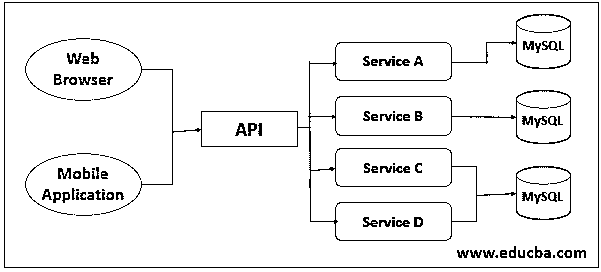 Web
Browser
Mobile
Application
API
Service A
Service B
Service C
Service D
MySQL
MySQL
MySQL
www.educba.com